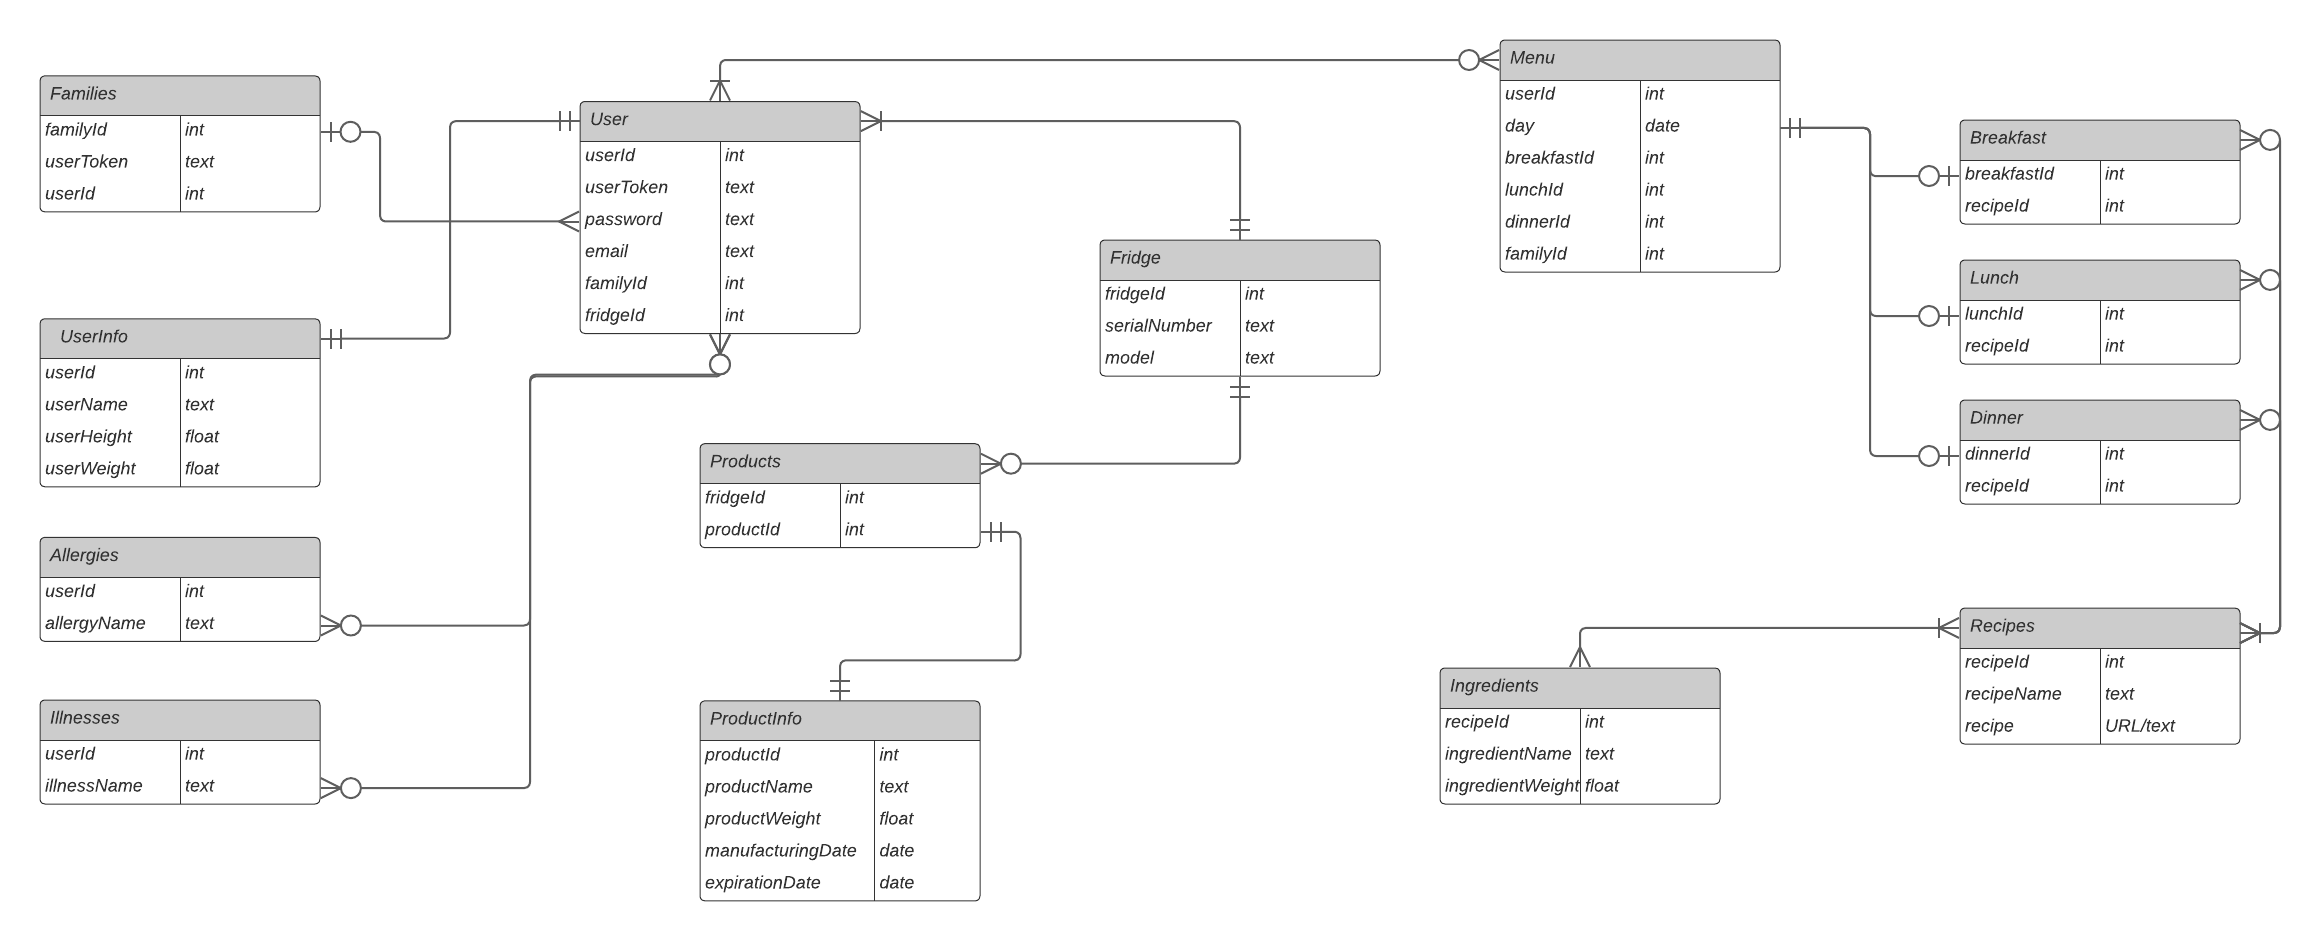 Families
familyId int
userToken text
userId int
UserInfo
userId int
userName text
userHeight float
userWeight float
Allergies
userId int
allergyName text
Illnesses
userId int
illnessName text
User
userId int
userToken text
password text
email text
familyId int
fridgeId int
Products
fridgeId int
productId int
ProductInfo
productId int
productName text
productWeight float
manufacturingDate date
expirationDate date
Fridge
fridgeId int
serialNumber text
model text
Menu
userId int
day date
breakfastId int
lunchId int
dinnerId int
familyId int
Ingredients
recipeId int
ingredientName text
ingredientWeight float
Breakfast
breakfastId int
recipeId int
Lunch
lunchId int
recipeId int
Dinner
dinnerId int
recipeId int
Recipes
recipeId int
recipeName text
recipe URL/text